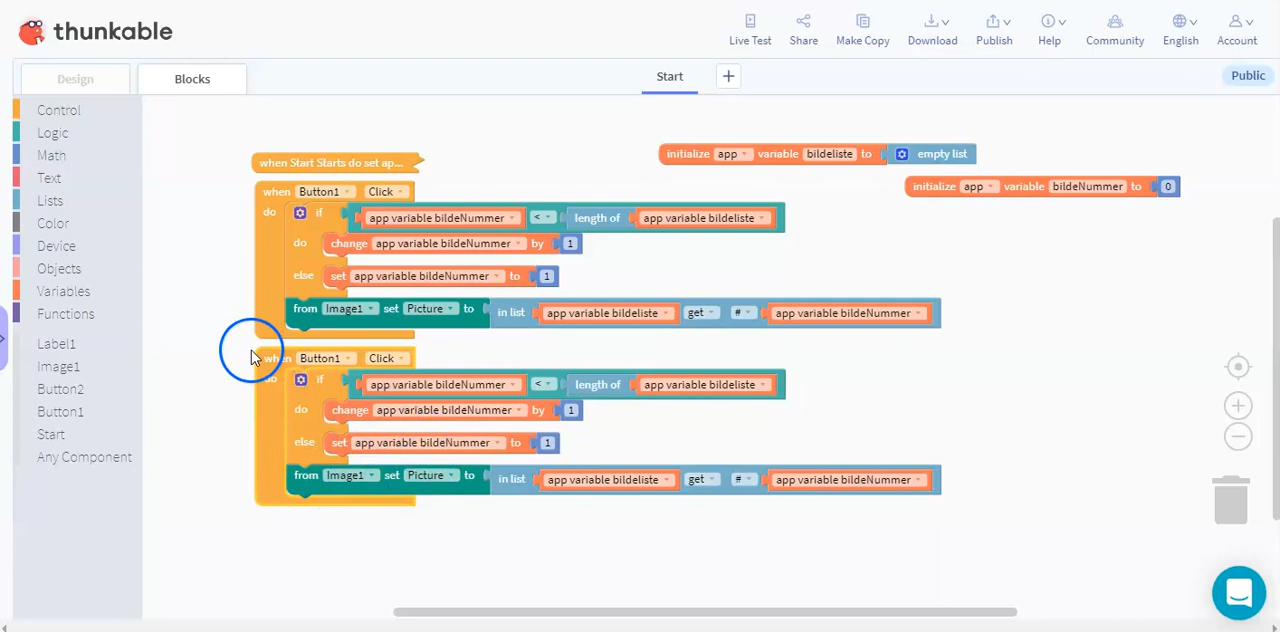 thunkable
Live Test
Share
Make Copy
Download
Publish
Help
Community
English
Account
Design
Blocks
Start
+
Public
Control
Logic
Math
Text
Lists
Color
Device
Objects
Variables
Functions
Label1
Image1
Button2
Button1
Start
Any Component
when Start Starts do set ap...
initialize app variable bildeliste to empty list
initialize app variable bildeNummer to 0
when Button1 Click
do if app variable bildeNummer < length of app variable bildeliste
do change app variable bildeNummer by 1
else set app variable bildeNummer to 1
from Image1 set Picture to in list app variable bildeliste get # app variable bildeNummer
when Button1 Click
do if app variable bildeNummer < length of app variable bildeliste
do change app variable bildeNummer by 1
else set app variable bildeNummer to 1
from Image1 set Picture to in list app variable bildeliste get # app variable bildeNummer